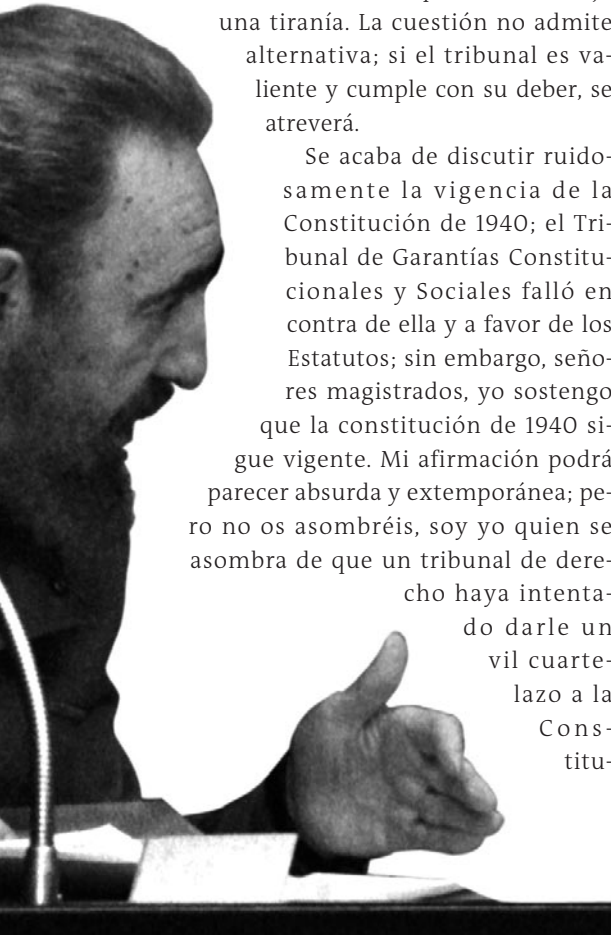 una tiranía. La cuestión no admite
alternativa; si el tribunal es va-
liente y cumple con su deber, se
atreverá.
Se acaba de discutir ruido-
samente la vigencia de la
Constitución de 1940; el Tri-
bunal de Garantías Constitu-
cionales y Sociales falló en
contra de ella y a favor de los
Estatutos; sin embargo, seño-
res magistrados, yo sostengo
que la constitución de 1940 si-
gue vigente. Mi afirmación podrá
parecer absurda y extemporánea; pe-
ro no os asombréis, soy yo quien se
asombra de que un tribunal de dere-
cho haya intenta-
do darle un
vil cuarte-
lazo a la
Cons-
titu-